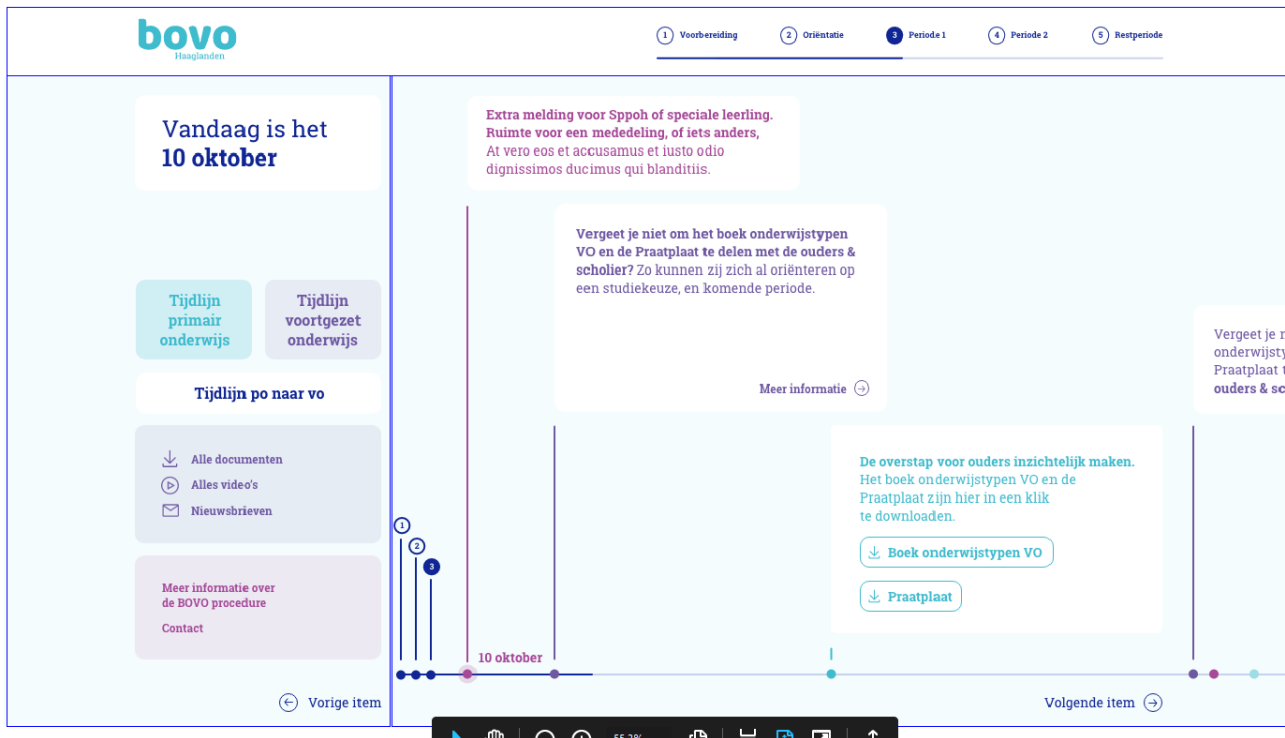 bovo
Haaglanden
1 Voorbereiding
2 Oriëntatie
3 Periode 1
4 Periode 2
5 Restperiode
Vandaag is het
10 oktober
Extra melding voor Sppoh of speciale leerling.
Ruimte voor een mededeling, of iets anders,
At vero eos et accusamus et iusto odio
dignissimos ducimus qui blanditiis.
Vergeet je niet om het boek onderwijstypen
VO en de Praatplaat te delen met de ouders &
scholier? Zo kunnen zij zich al oriënteren op
een studiekeuze, en komende periode.
Meer informatie
Tijdlijn
primair
onderwijs
Tijdlijn
voortgezet
onderwijs
Tijdlijn po naar vo
Alle documenten
Alles video's
Nieuwsbrieven
Meer informatie over
de BOVO procedure
Contact
1
2
3
10 oktober
De overstap voor ouders inzichtelijk maken.
Het boek onderwijstypen VO en de
Praatplaat zijn hier in een klik
te downloaden.
Boek onderwijstypen VO
Praatplaat
Vergeet je
Praatplaat
ouders &
Vorige item
Volgende item